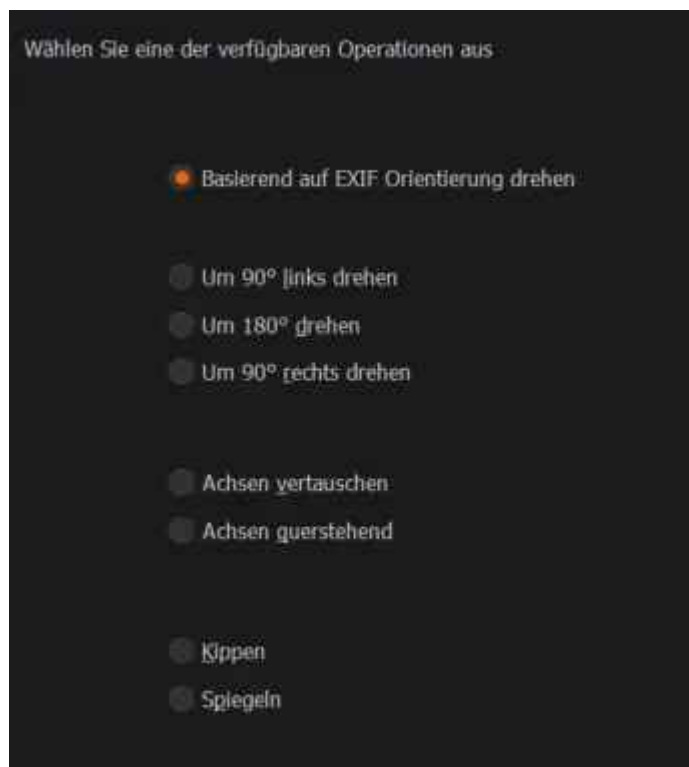 Wählen Sie eine der verfügbaren Operationen aus
Basierend auf EXIF Orientierung drehen
Um 90° links drehen
Um 180° drehen
Um 90° rechts drehen
Achsen vertauschen
Achsen querstehend
Kippen
Spiegeln